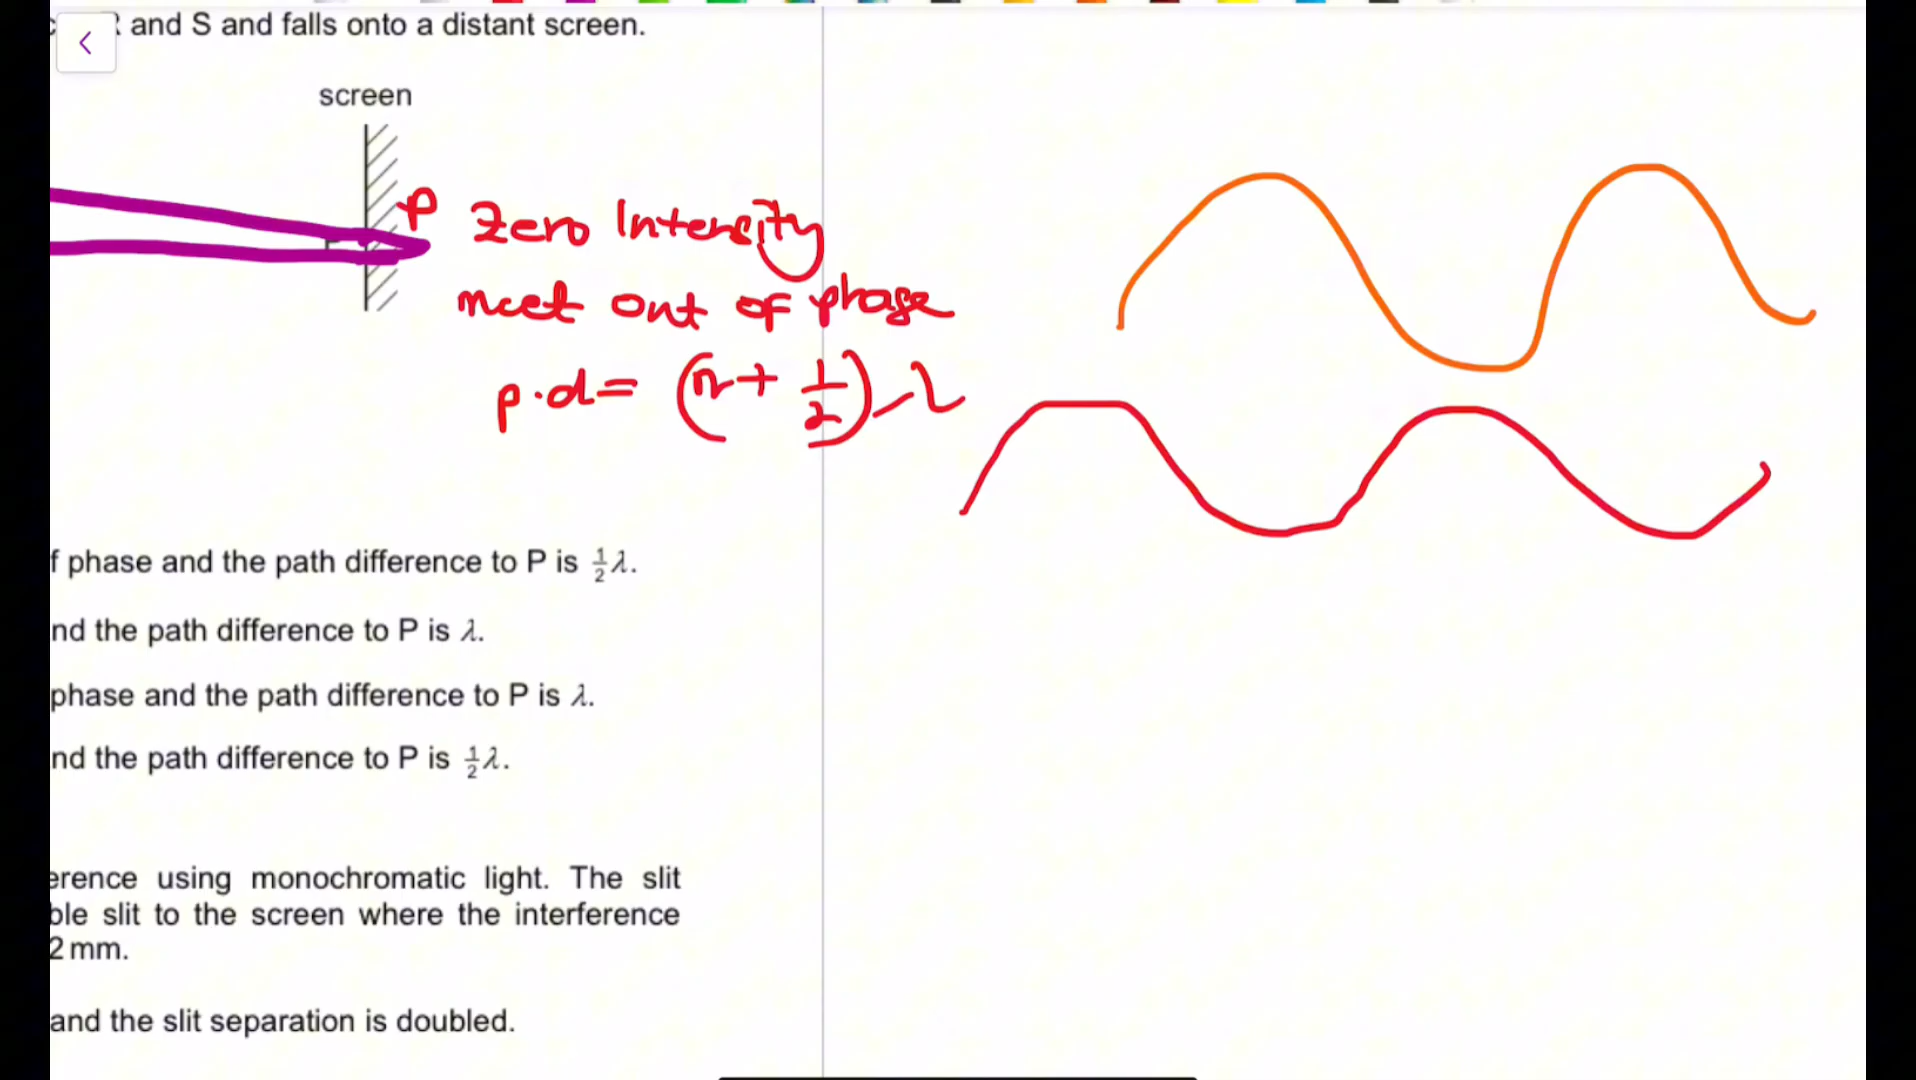 and S and falls onto a distant screen.
screen
P Zero Intensity
meet out of phase
p.d = (n + 1/2) λ
f phase and the path difference to P is ½λ.
nd the path difference to P is λ.
phase and the path difference to P is λ.
nd the path difference to P is ½λ.
erence using monochromatic light. The slit
ble slit to the screen where the interference
2 mm.
and the slit separation is doubled.